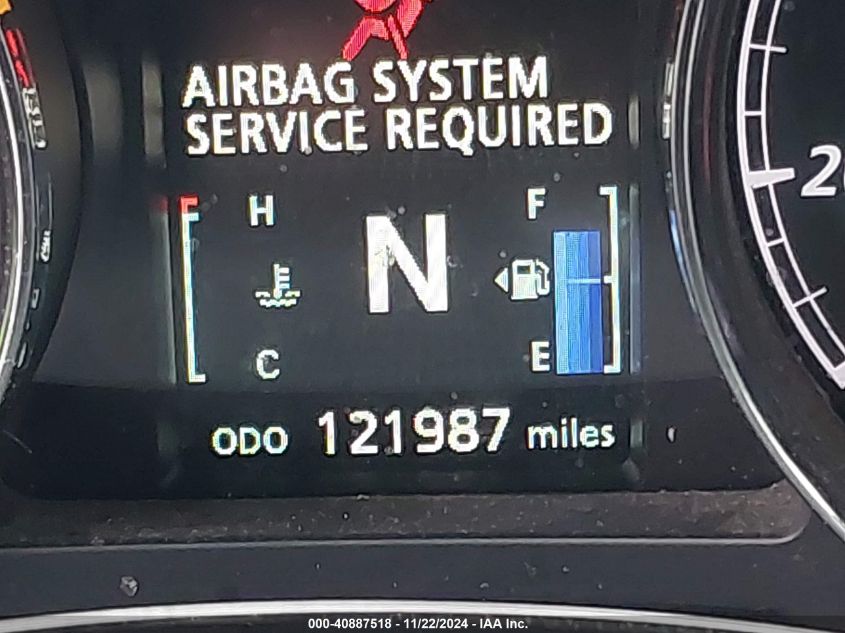 AIRBAG SYSTEM
SERVICE REQUIRED
H
F
N
C
E
ODO 121987 miles
000-40887518 - 11/22/2024 - IAA Inc.